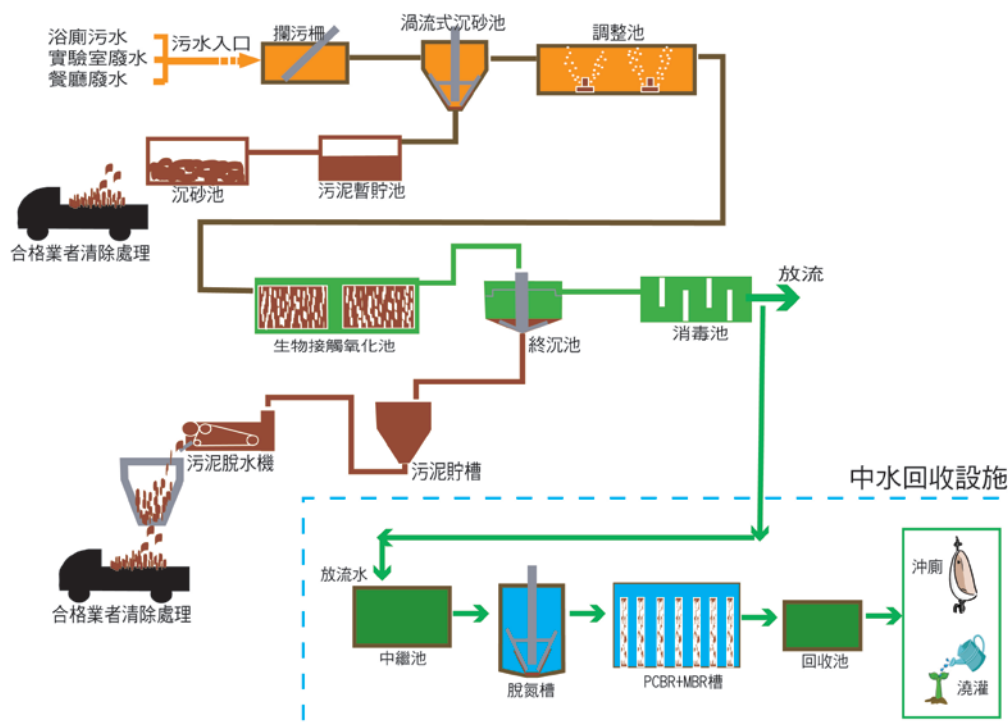 浴廁污水
實驗室廢水
餐廳廢水
污水入口
攔污柵
渦流式沉砂池
調整池
沉砂池
污泥暫貯池
合格業者清除處理
生物接觸氧化池
終沉池
消毒池
放流
污泥脫水機
污泥貯槽
合格業者清除處理
中水回收設施
放流水
中繼池
脫氮槽
PCBR+MBR槽
回收池
沖廁
澆灌